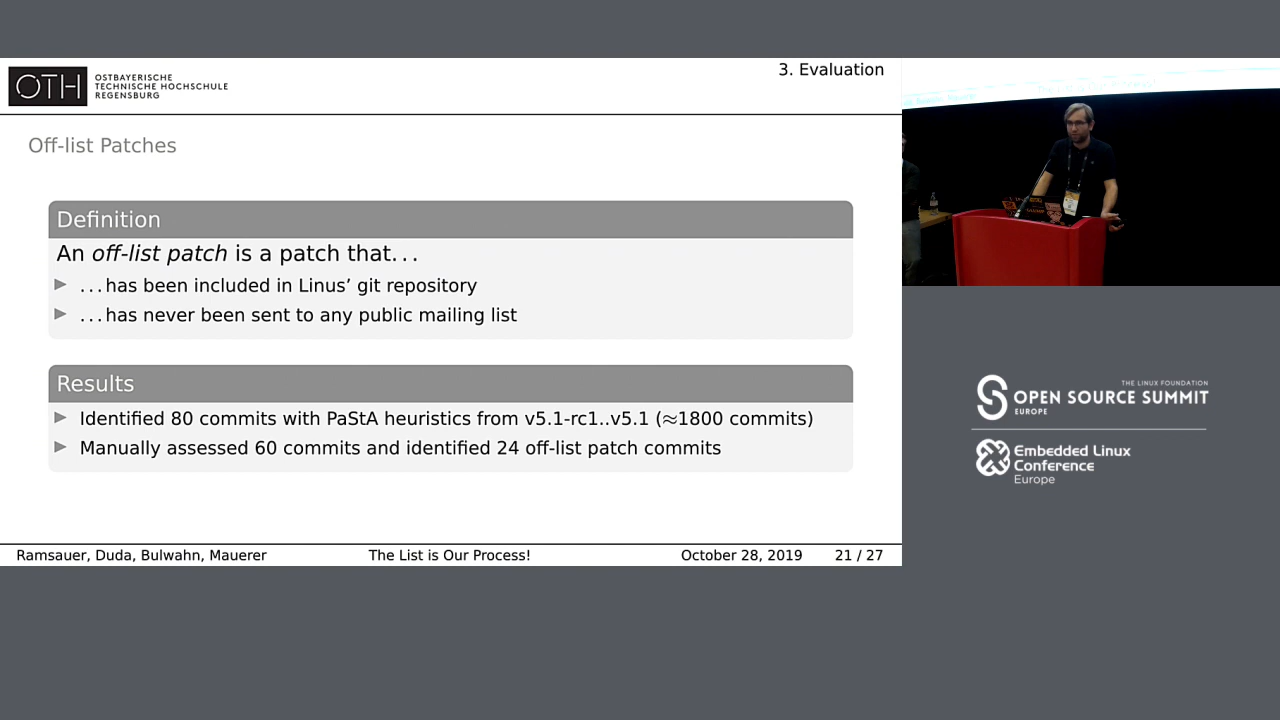 3. Evaluation
OTH
OSTBAYERISCHE
TECHNISCHE HOCHSCHULE
REGENSBURG
Off-list Patches
Definition
An off-list patch is a patch that...
...has been included in Linus’ git repository
...has never been sent to any public mailing list
Results
Identified 80 commits with PaStA heuristics from v5.1-rc1..v5.1 (≈1800 commits)
Manually assessed 60 commits and identified 24 off-list patch commits
Ramsauer, Duda, Bulwahn, Mauerer The List is Our Process! October 28, 2019 21 / 27
THE LINUX FOUNDATION
OPEN SOURCE SUMMIT
EUROPE
Embedded Linux
Conference
Europe